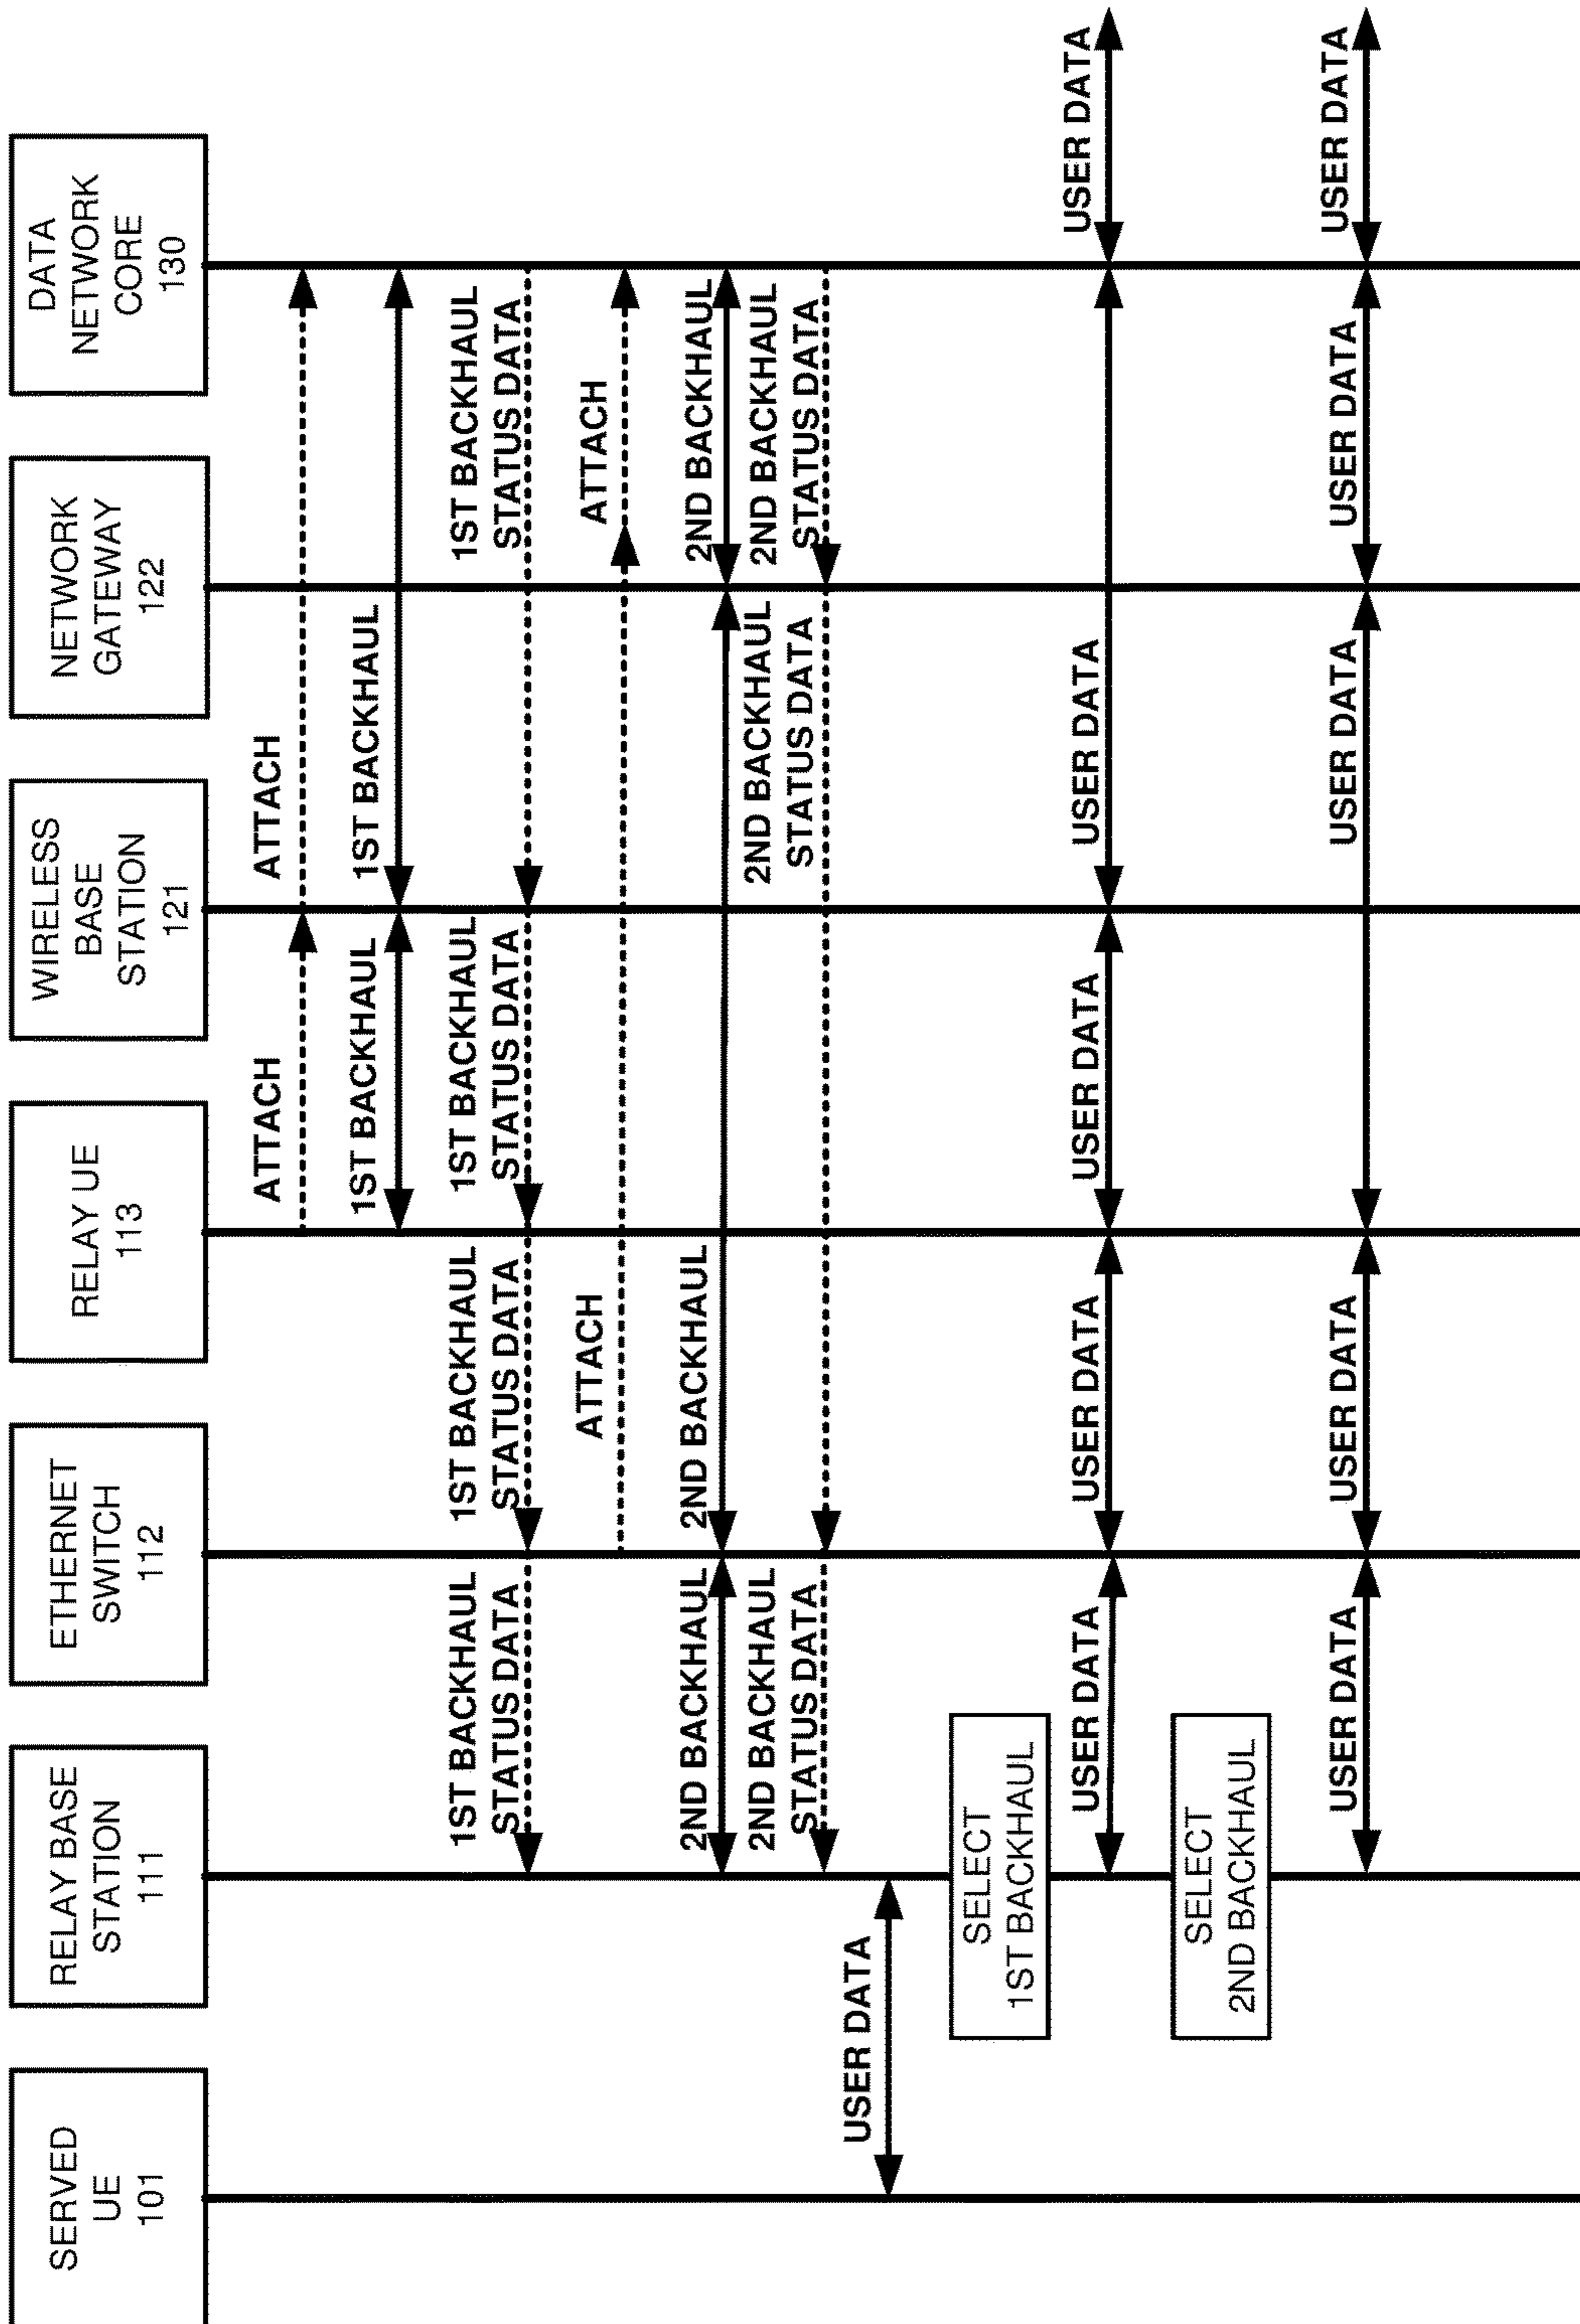 SERVED
UE
101
RELAY BASE
STATION
111
ETHERNET
SWITCH
112
RELAY UE
113
WIRELESS
BASE
STATION
121
NETWORK
GATEWAY
122
DATA
NETWORK
CORE
130
ATTACH
ATTACH
1ST BACKHAUL
1ST BACKHAUL
1ST BACKHAUL
STATUS DATA
1ST BACKHAUL
STATUS DATA
1ST BACKHAUL
STATUS DATA
1ST BACKHAUL
STATUS DATA
ATTACH
ATTACH
2ND BACKHAUL
2ND BACKHAUL
2ND BACKHAUL
2ND BACKHAUL
STATUS DATA
2ND BACKHAUL
STATUS DATA
2ND BACKHAUL
STATUS DATA
USER DATA
SELECT
1ST BACKHAUL
USER DATA
USER DATA
USER DATA
USER DATA
USER DATA
SELECT
2ND BACKHAUL
USER DATA
USER DATA
USER DATA
USER DATA
USER DATA